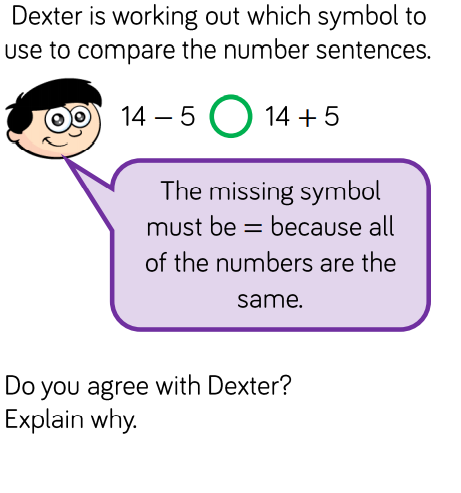 Dexter is working out which symbol to
use to compare the number sentences.
14 – 5 ◯ 14 + 5
The missing symbol
must be = because all
of the numbers are the
same.
Do you agree with Dexter?
Explain why.